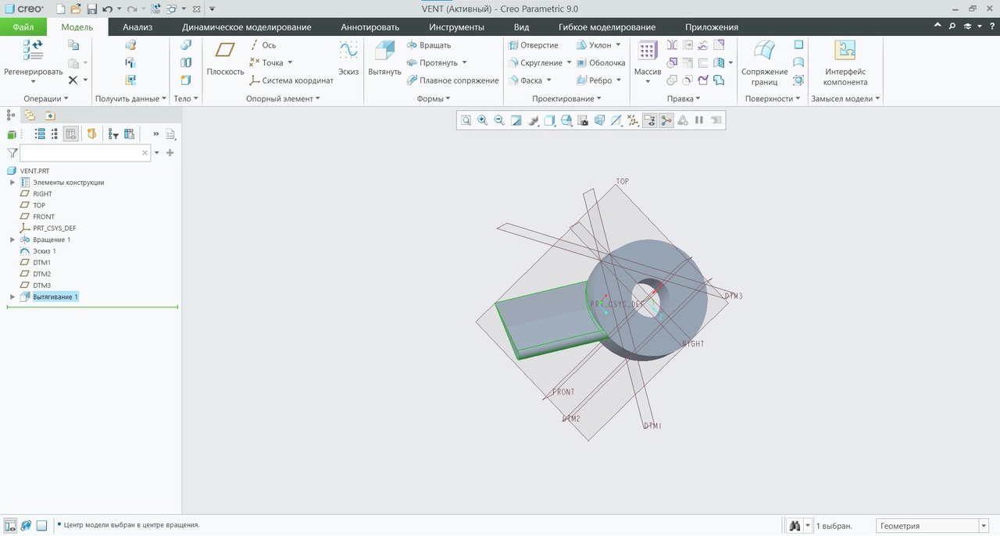 creo®
VENT (Активный) - Creo Parametric 9.0
Файл Модель Анализ Динамическое моделирование Аннотировать Инструменты Вид Гибкое моделирование Приложения
Регенерировать
Операции
Получить данные
Тело
Плоскость
Ось
Точка
Система координат
Эскиз
Опорный элемент
Вытянуть
Вращать
Протянуть
Плавное сопряжение
Формы
Отверстие
Скругление
Фаска
Уклон
Оболочка
Ребро
Проектирование
Массив
Правка
Сопряжение
границ
Поверхности
Интерфейс
компонента
Замысел модели
VENT.PRT
Элементы конструкции
RIGHT
TOP
FRONT
PRT_CSYS_DEF
Вращение 1
Эскиз 1
DTM1
DTM2
DTM3
Вытягивание 1
TOP
DTM3
PRT_CSYS_DEF
RIGHT
FRONT
DTM2
DTM1
Центр модели выбран в центре вращения.
1 выбран.
Геометрия